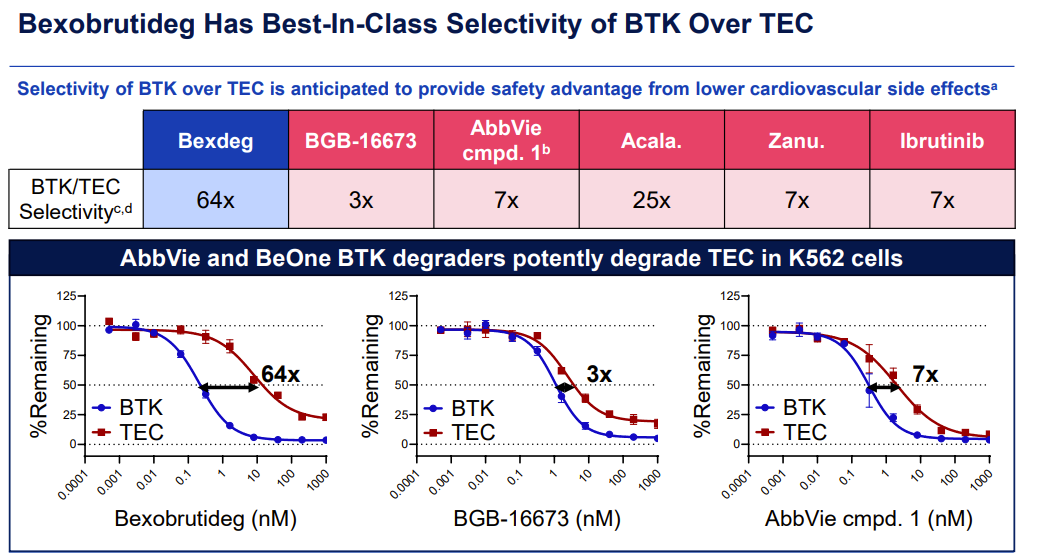 Bexobrutideg Has Best-In-Class Selectivity of BTK Over TEC
Selectivity of BTK over TEC is anticipated to provide safety advantage from lower cardiovascular side effectsᵃ
Bexdeg
BGB-16673
AbbVie
cmpd. 1ᵇ
Acala.
Zanu.
Ibrutinib
BTK/TEC
Selectivityᶜ,ᵈ
64x
3x
7x
25x
7x
7x
AbbVie and BeOne BTK degraders potently degrade TEC in K562 cells
%Remaining
125
100
75
50
25
0
64x
BTK
TEC
0.0001
0.001
0.01
0.1
1
10
100
1000
Bexobrutideg (nM)
%Remaining
125
100
75
50
25
0
3x
BTK
TEC
0.0001
0.001
0.01
0.1
1
10
100
1000
BGB-16673 (nM)
%Remaining
125
100
75
50
25
0
7x
BTK
TEC
0.0001
0.001
0.01
0.1
1
10
100
1000
AbbVie cmpd. 1 (nM)